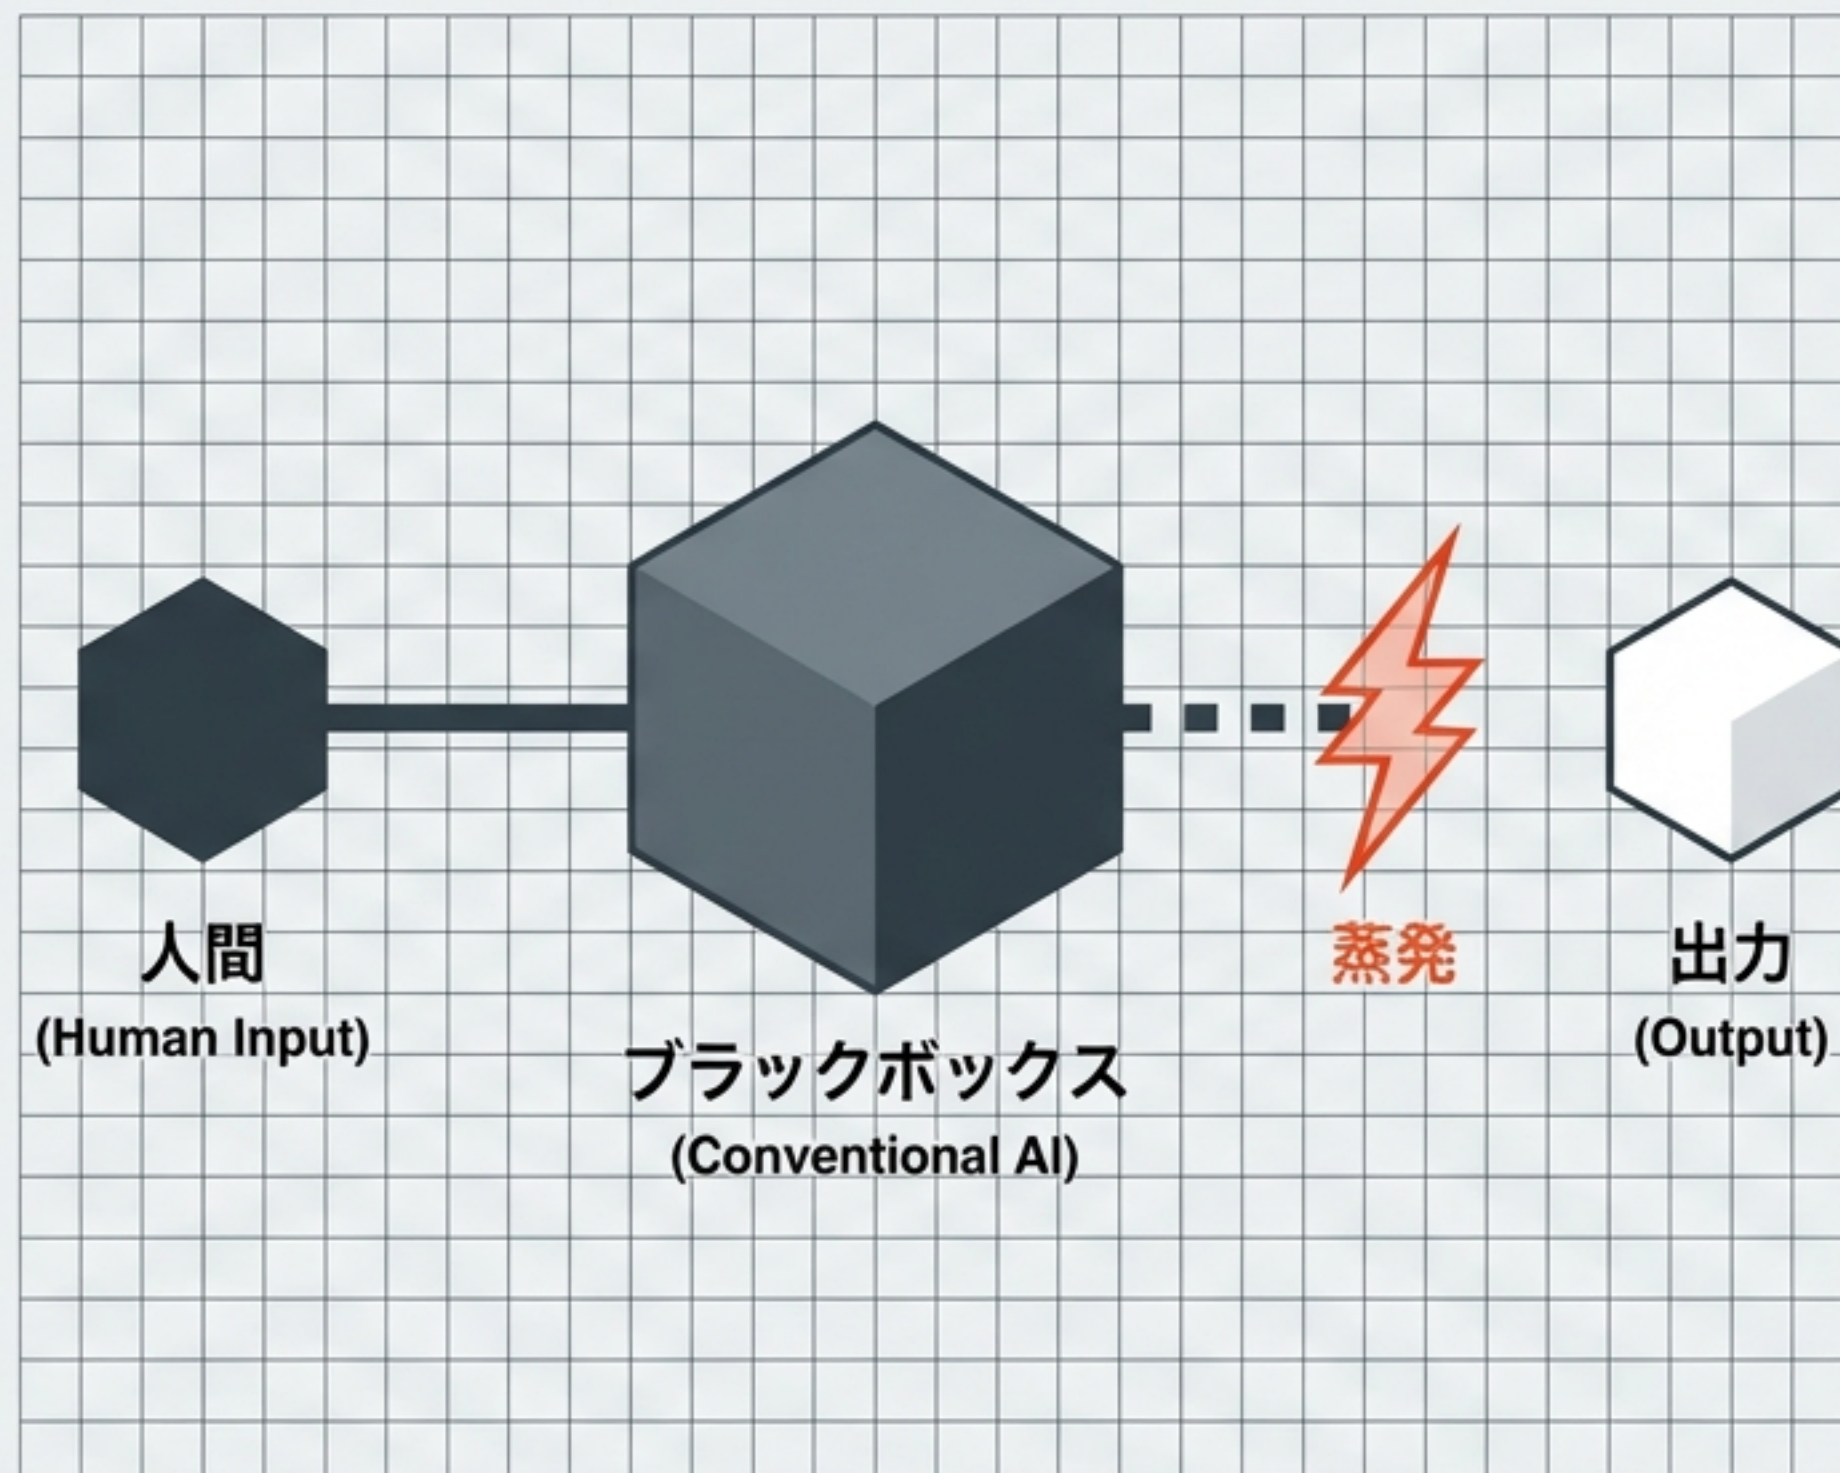 人間
(Human Input)
ブラックボックス
(Conventional AI)
蒸発
出力
(Output)